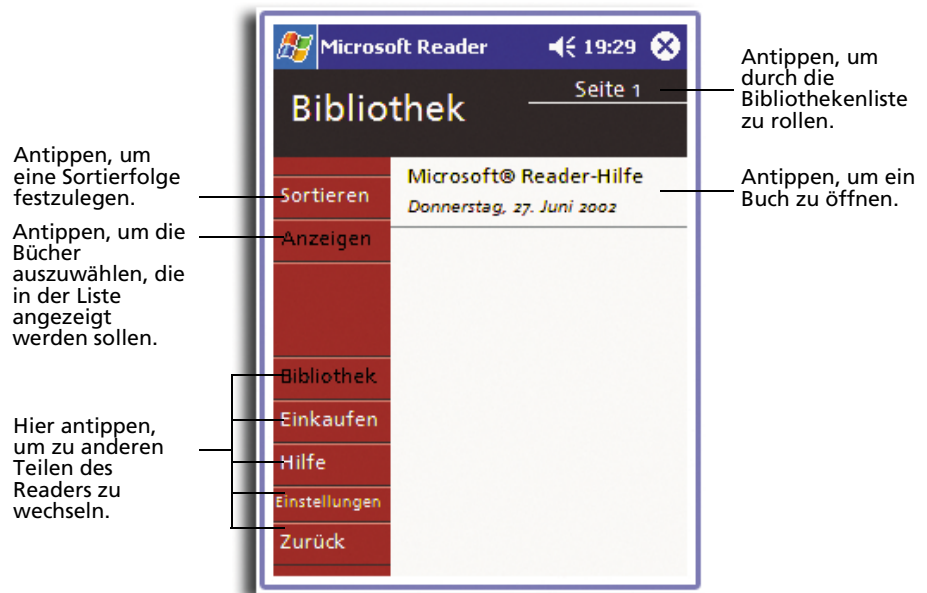 Microsoft Reader 19:29
Bibliothek
Seite 1
Antippen, um
durch die
Bibliothekenliste
zu rollen.
Antippen, um
eine Sortierfolge
festzulegen.
Sortieren
Microsoft® Reader-Hilfe
Donnerstag, 27. Juni 2002
Antippen, um ein
Buch zu öffnen.
Antippen, um die
Bücher
auszuwählen, die
in der Liste
angezeigt
werden sollen.
Anzeigen
Hier antippen,
um zu anderen
Teilen des
Readers zu
wechseln.
Bibliothek
Einkaufen
Hilfe
Einstellungen
Zurück